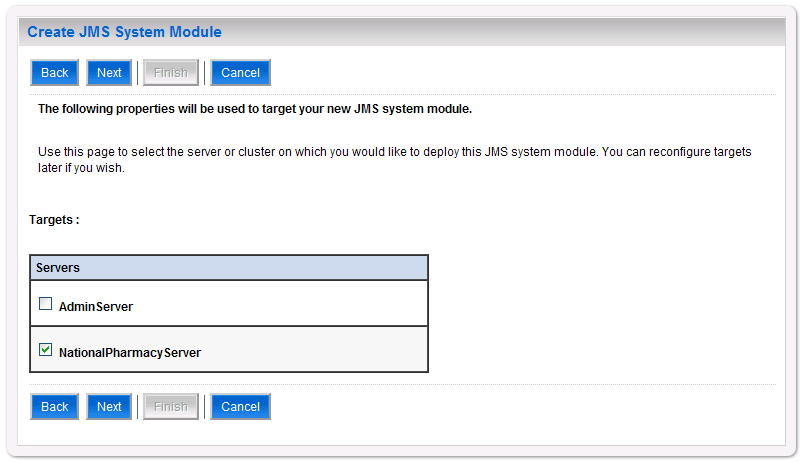 Create JMS System Module
Back Next Finish Cancel
The following properties will be used to target your new JMS system module.
Use this page to select the server or cluster on which you would like to deploy this JMS system module. You can reconfigure targets
later if you wish.
Targets :
Servers
AdminServer
NationalPharmacyServer
Back Next Finish Cancel